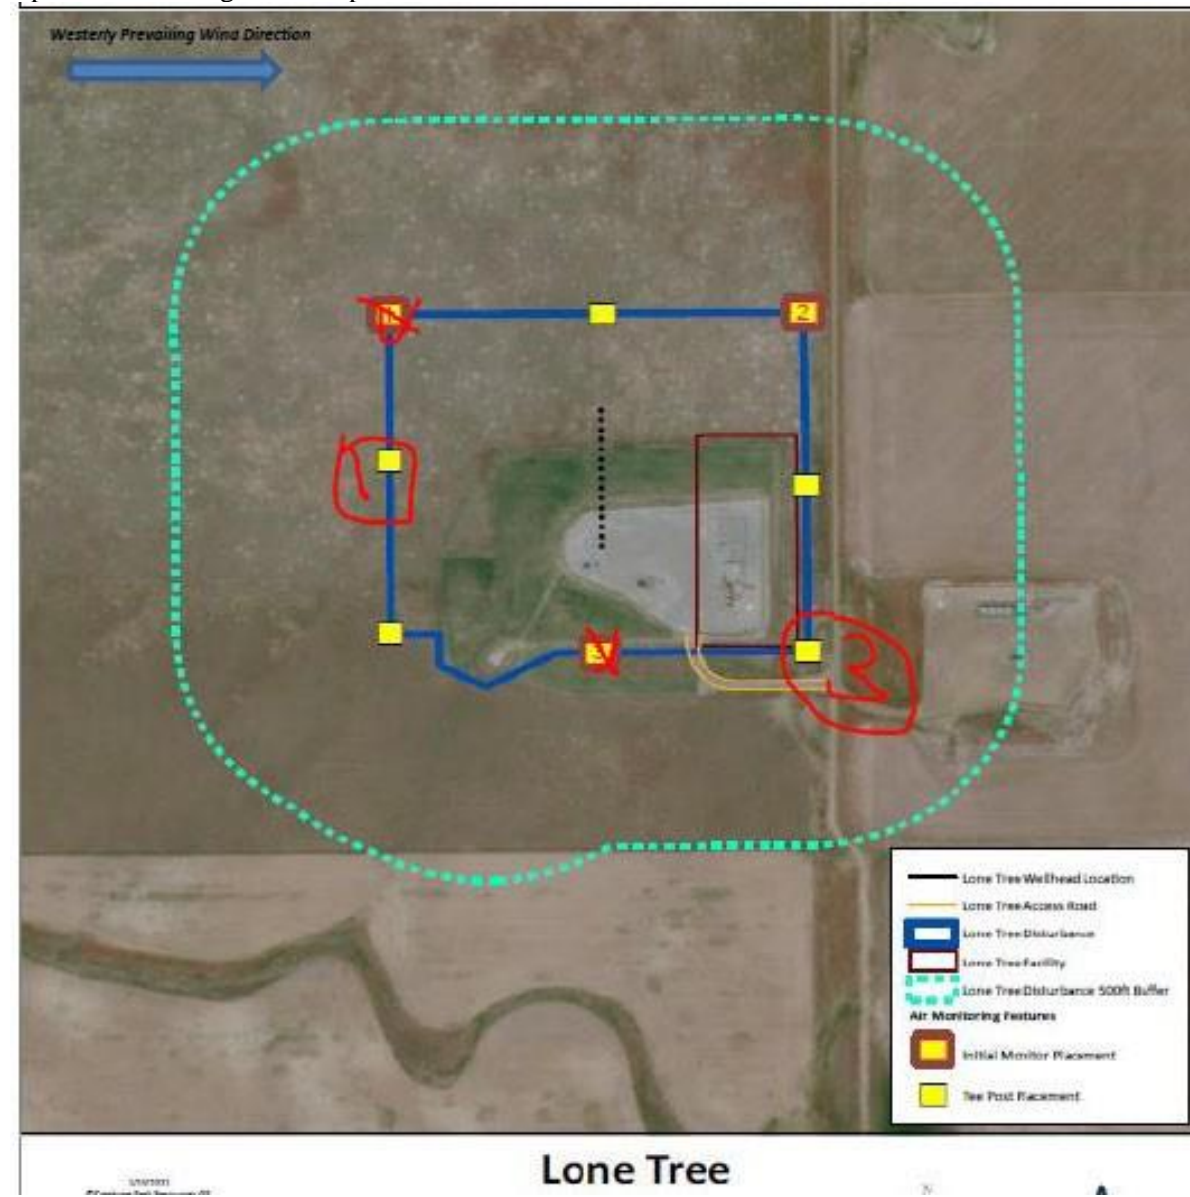 Westerly Prevailing Wind Direction
2
1
3
Lone Tree Wellhead Location
Lone Tree Access Road
Lone Tree Disturbance
Lone Tree Facility
Lone Tree Disturbance 500ft Buffer
Air Monitoring Features
Initial Monitor Placement
Tee Post Placement
Lone Tree